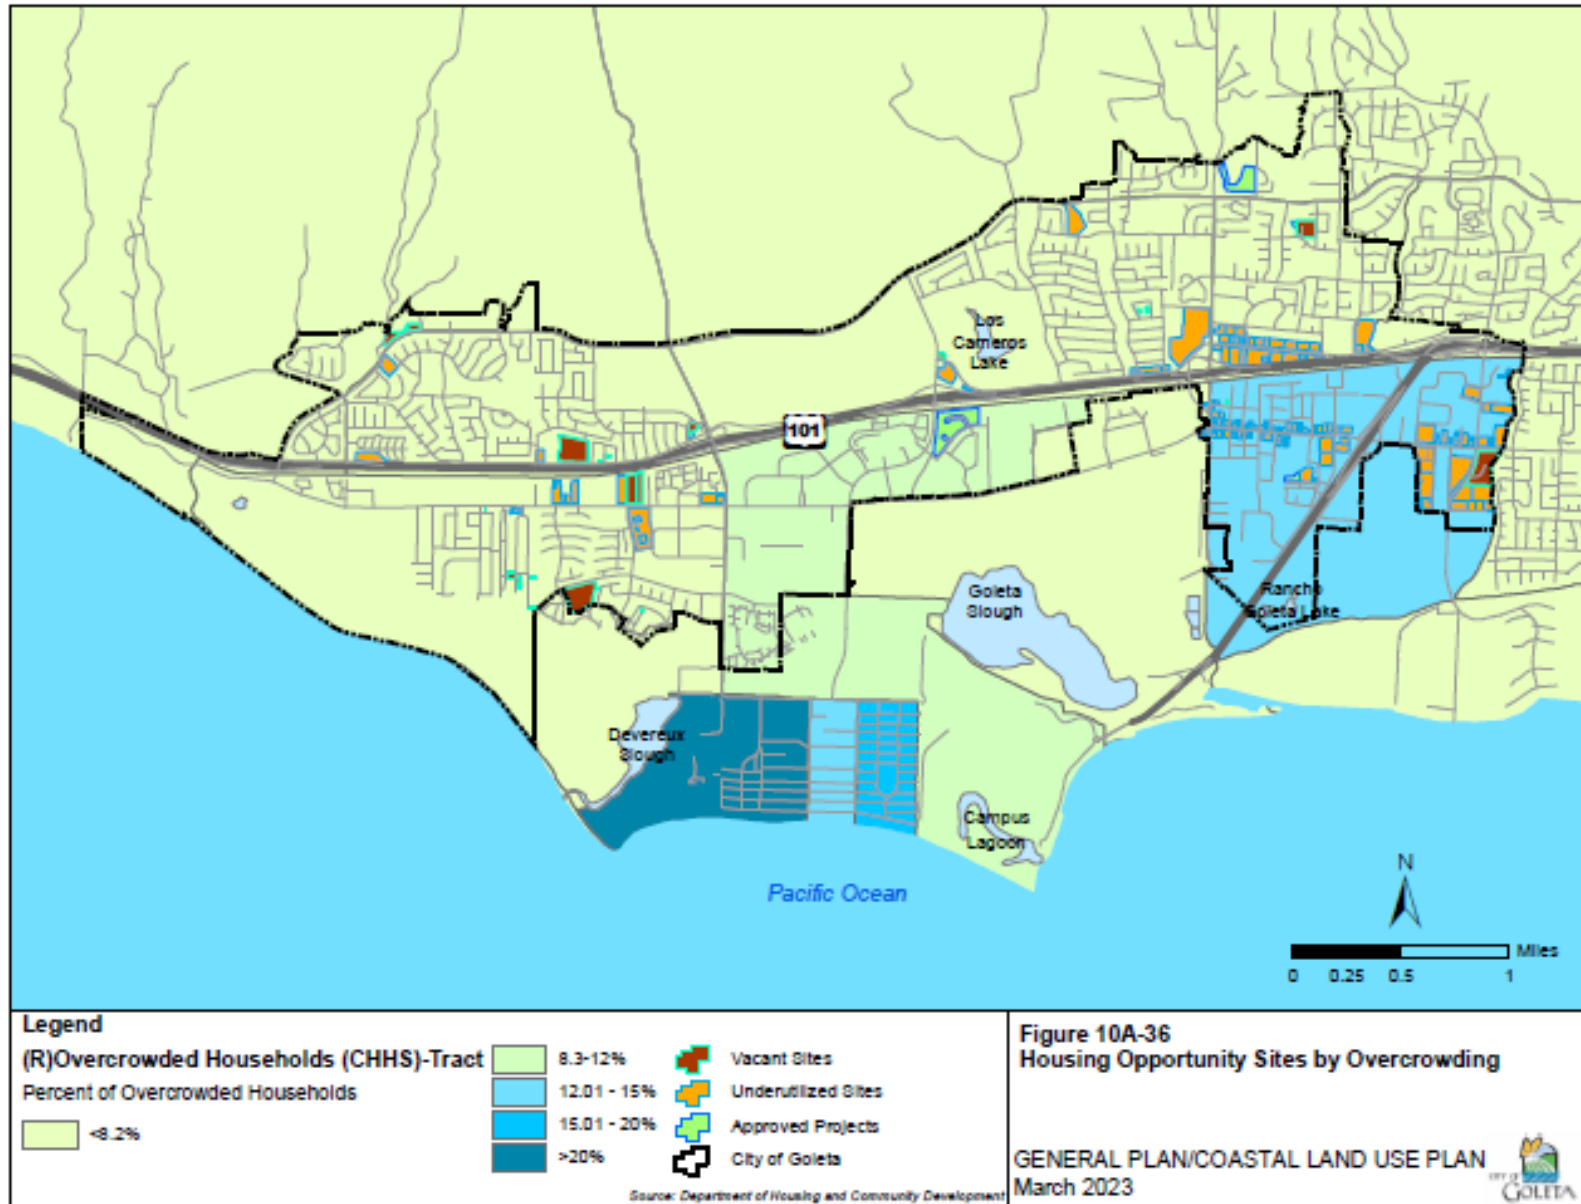 Los
Carneros
Lake
101
Goleta
Slough
Rancho
Goleta Lake
Devereux
Slough
Campus
Lagoon
Pacific Ocean
N
Miles
0 0.25 0.5 1
Legend
(R)Overcrowded Households (CHHS)-Tract
Percent of Overcrowded Households
<8.2%
8.3-12%
12.01 - 15%
15.01 - 20%
>20%
Vacant Sites
Underutilized Sites
Approved Projects
City of Goleta
Source: Department of Housing and Community Development
Figure 10A-36
Housing Opportunity Sites by Overcrowding
GENERAL PLAN/COASTAL LAND USE PLAN
March 2023
CITY OF
GOLETA